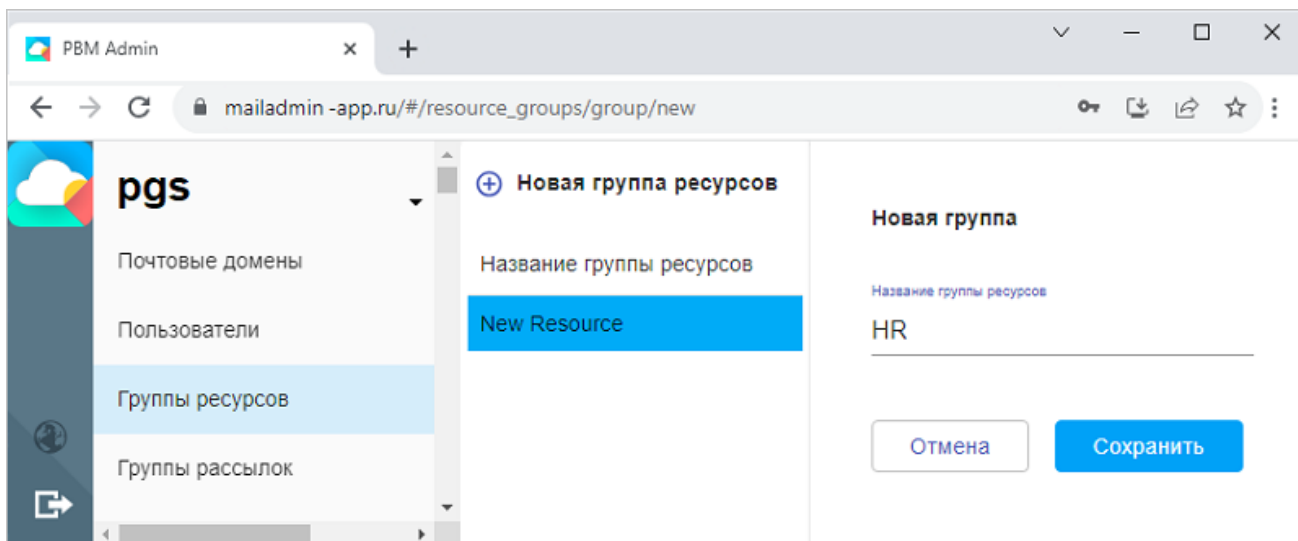 PBM Admin
mailadmin -app.ru/#/resource_groups/group/new
pgs
Почтовые домены
Пользователи
Группы ресурсов
Группы рассылок
Новая группа ресурсов
Название группы ресурсов
New Resource
Новая группа
Название группы ресурсов
HR
Отмена
Сохранить